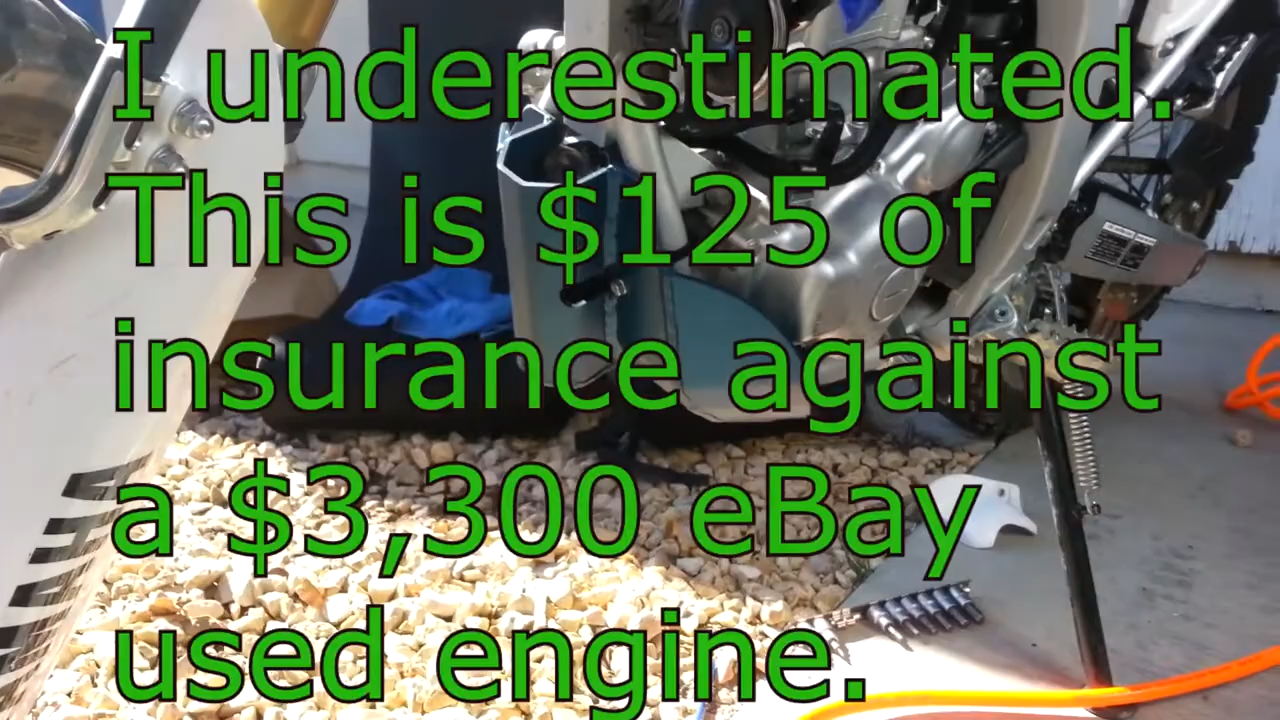 I underestimated.
This is $125 of
insurance against
a $3,300 eBay
used engine.